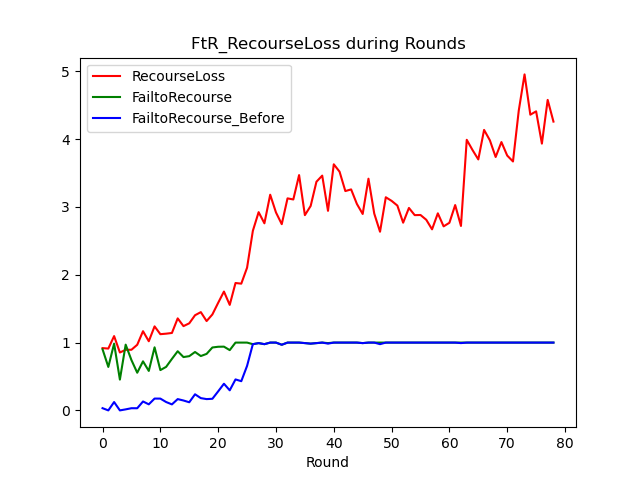 FtR_RecourseLoss during Rounds
RecourseLoss
FailtoRecourse
FailtoRecourse_Before
5
4
3
2
1
0
0 10 20 30 40 50 60 70 80
Round